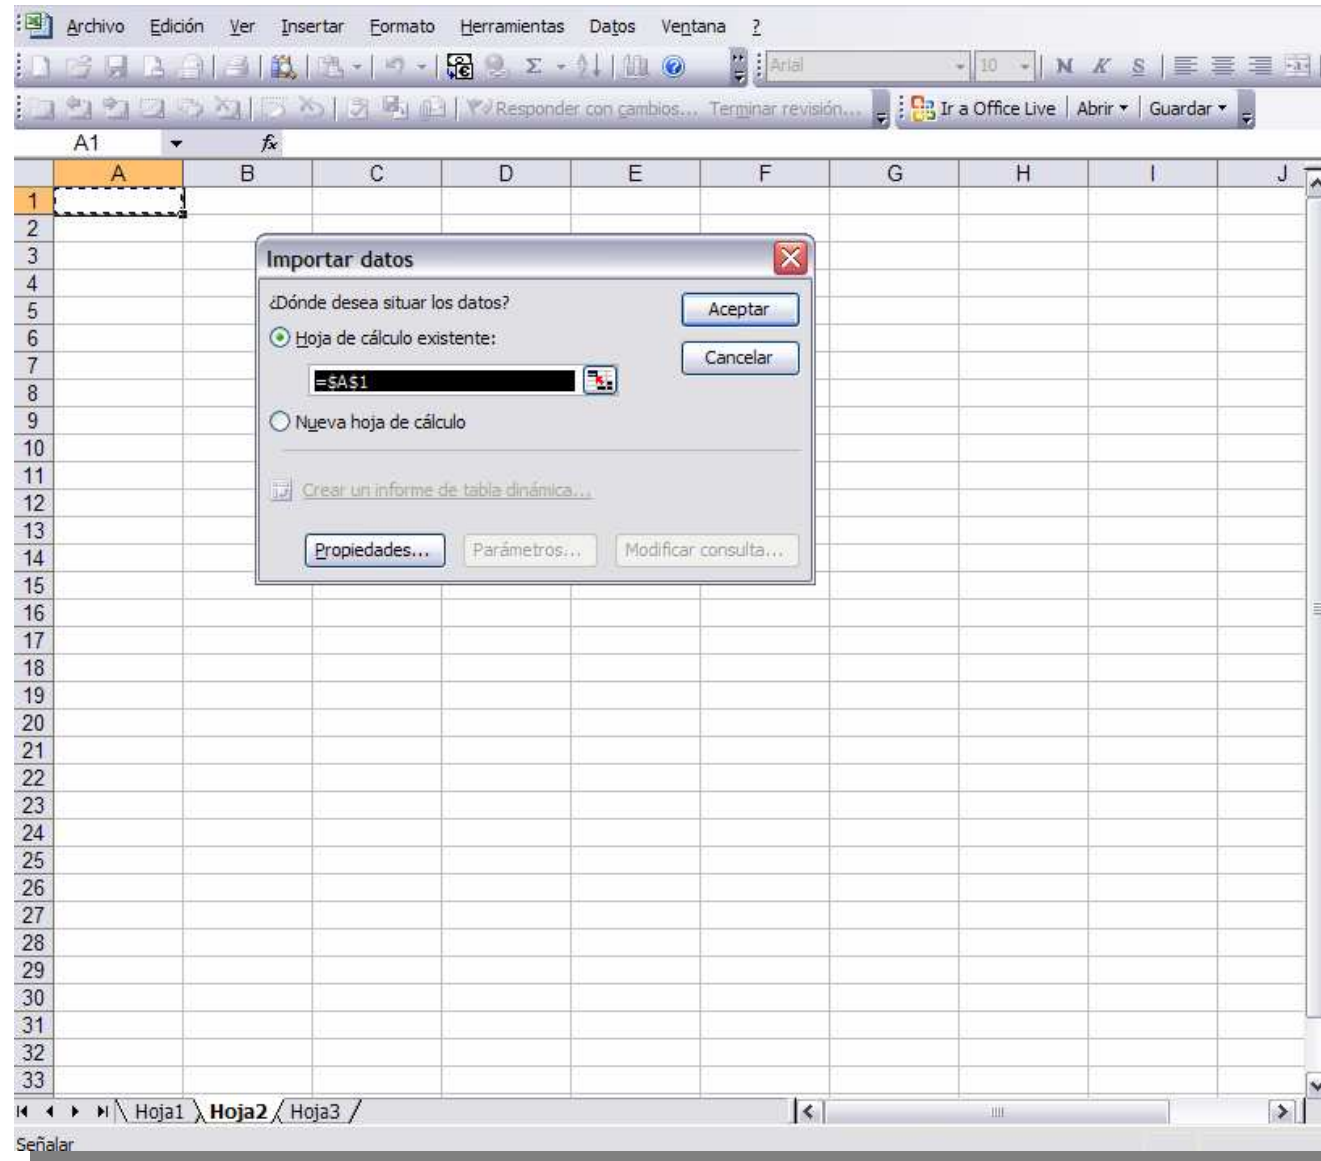 Archivo Edición Ver Insertar Formato Herramientas Datos Ventana ?
Σ Arial 10 N K S
Responder con cambios... Terminar revisión... Ir a Office Live Abrir Guardar
A1 fx
A B C D E F G H I J
1
2
3 Importar datos
4
5 ¿Dónde desea situar los datos? Aceptar
6 Hoja de cálculo existente:
7 Cancelar
8 =$A$1
9 Nueva hoja de cálculo
10
11
12 Crear un informe de tabla dinámica...
13
14 Propiedades... Parámetros... Modificar consulta...
15
16
17
18
19
20
21
22
23
24
25
26
27
28
29
30
31
32
33
Hoja1 Hoja2 Hoja3
Señalar